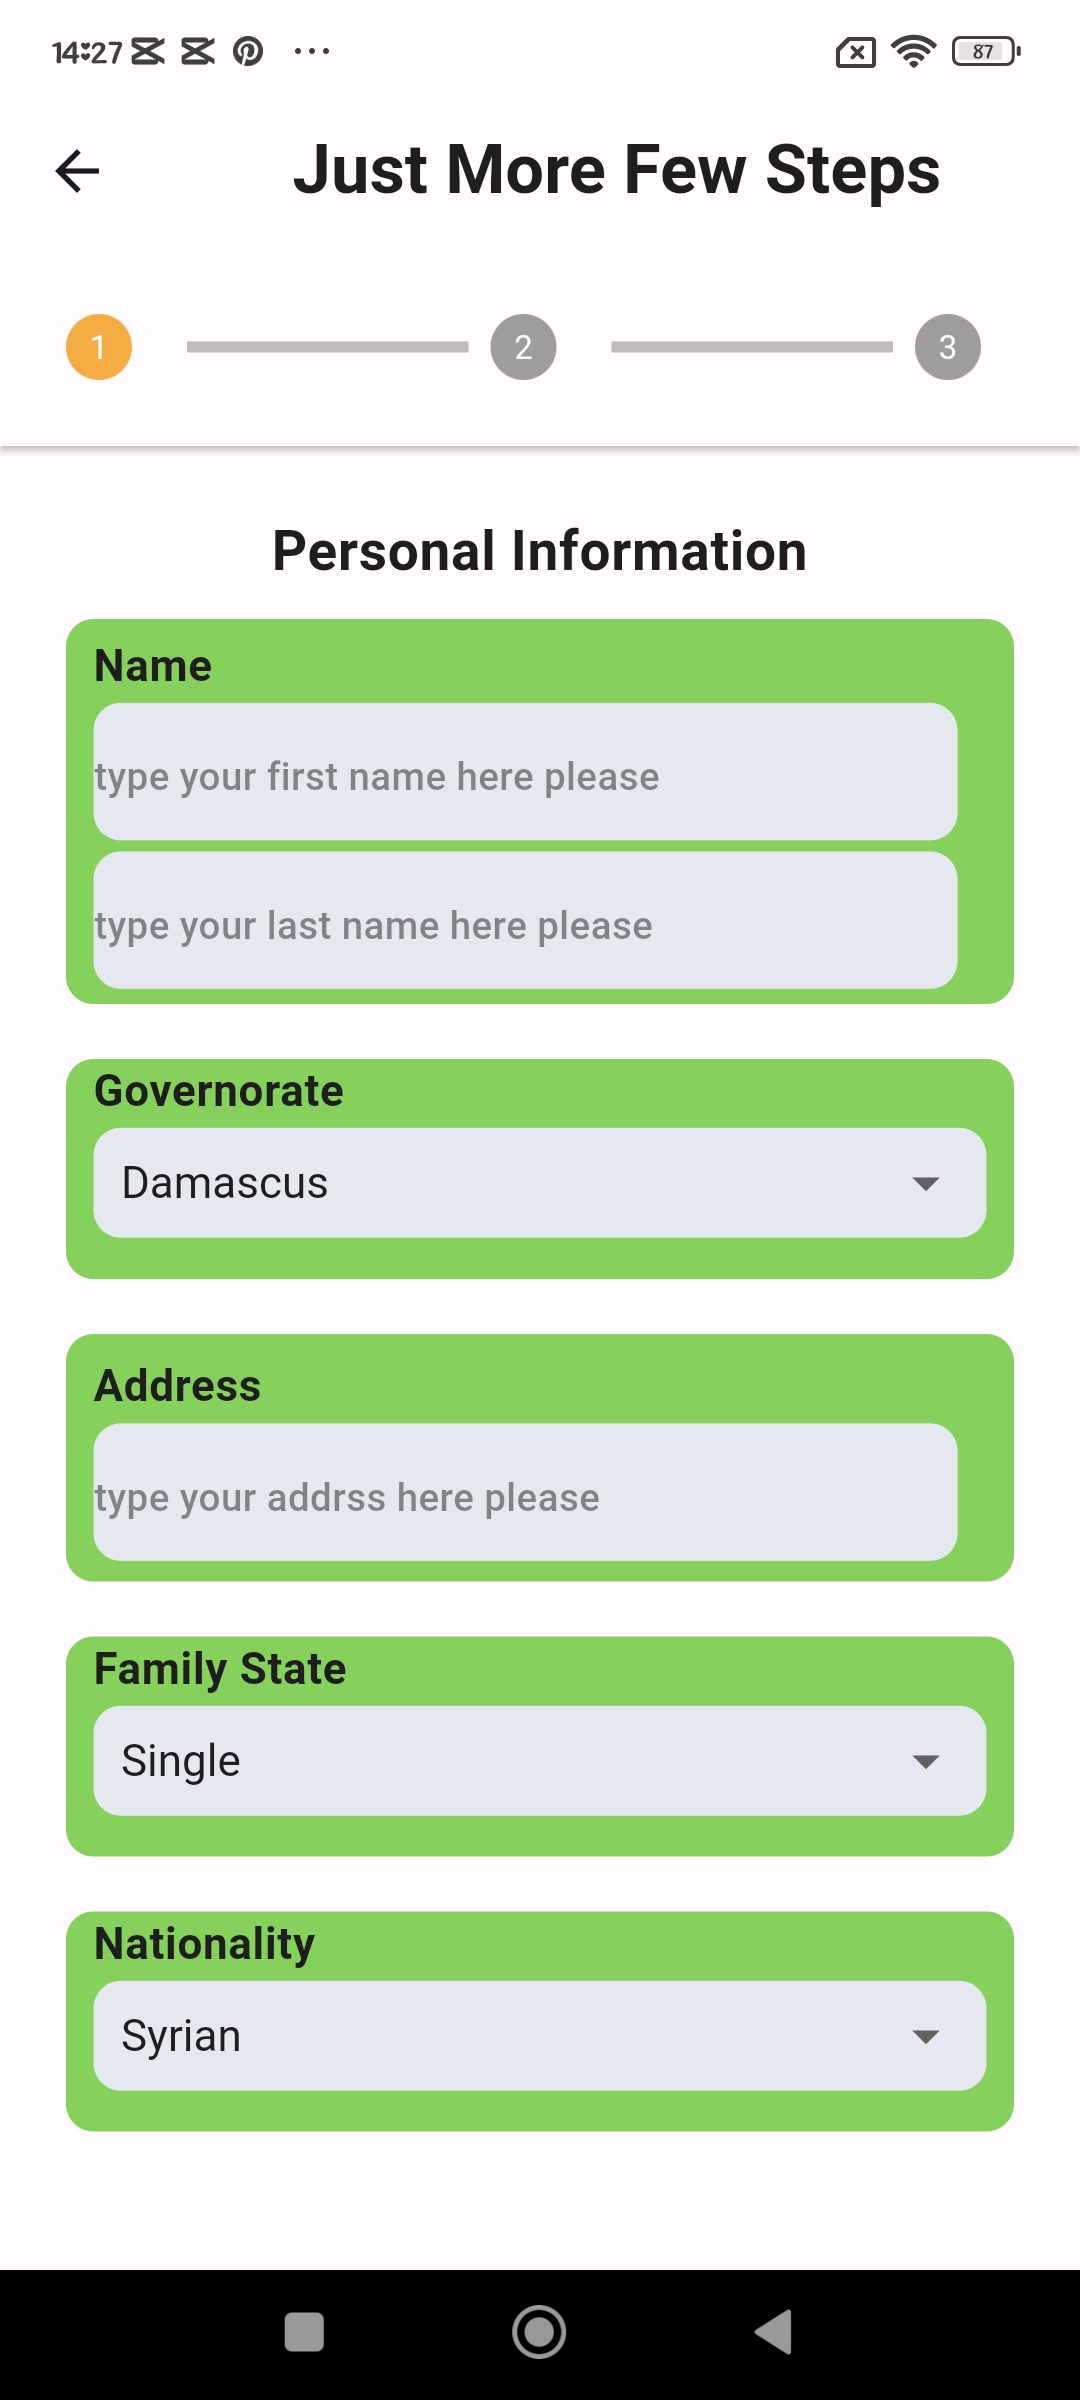 14:27
87
Just More Few Steps
1
2
3
Personal Information
Name
type your first name here please
type your last name here please
Governorate
Damascus
Address
type your addrss here please
Family State
Single
Nationality
Syrian